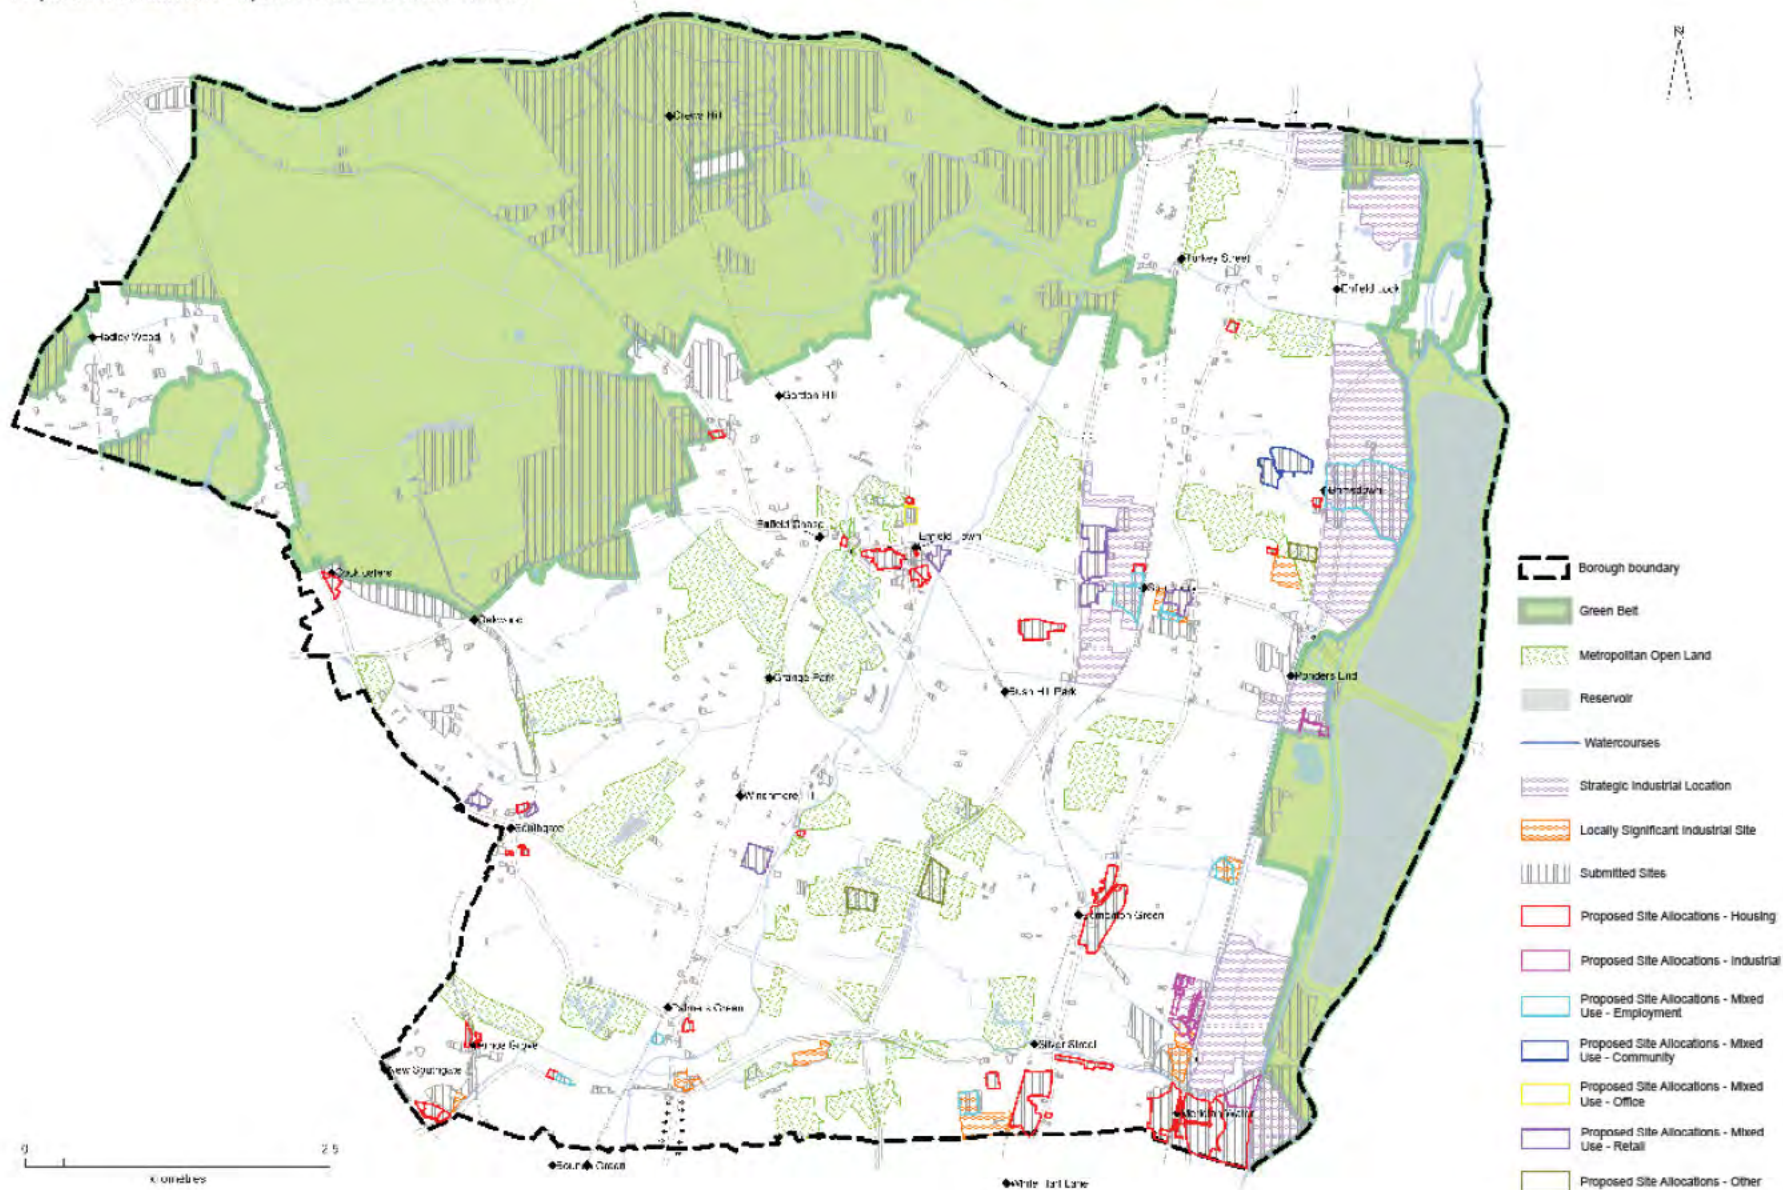 N
Crews Hill
Turkey Street
Enfield Lock
Hadley Wood
Gordon Hill
Brimsdown
Enfield Chase
Enfield Town
Cockfosters
Oakwood
Grange Park
Bush Hill Park
Ponders End
Winchmore Hill
Southgate
Edmonton Green
Palmers Green
Silver Street
Arnos Grove
New Southgate
Meridian Water
Bounds Green
White Hart Lane
0 2.5
kilometres
Borough boundary
Green Belt
Metropolitan Open Land
Reservoir
Watercourses
Strategic Industrial Location
Locally Significant Industrial Site
Submitted Sites
Proposed Site Allocations - Housing
Proposed Site Allocations - Industrial
Proposed Site Allocations - Mixed
Use - Employment
Proposed Site Allocations - Mixed
Use - Community
Proposed Site Allocations - Mixed
Use - Office
Proposed Site Allocations - Mixed
Use - Retail
Proposed Site Allocations - Other